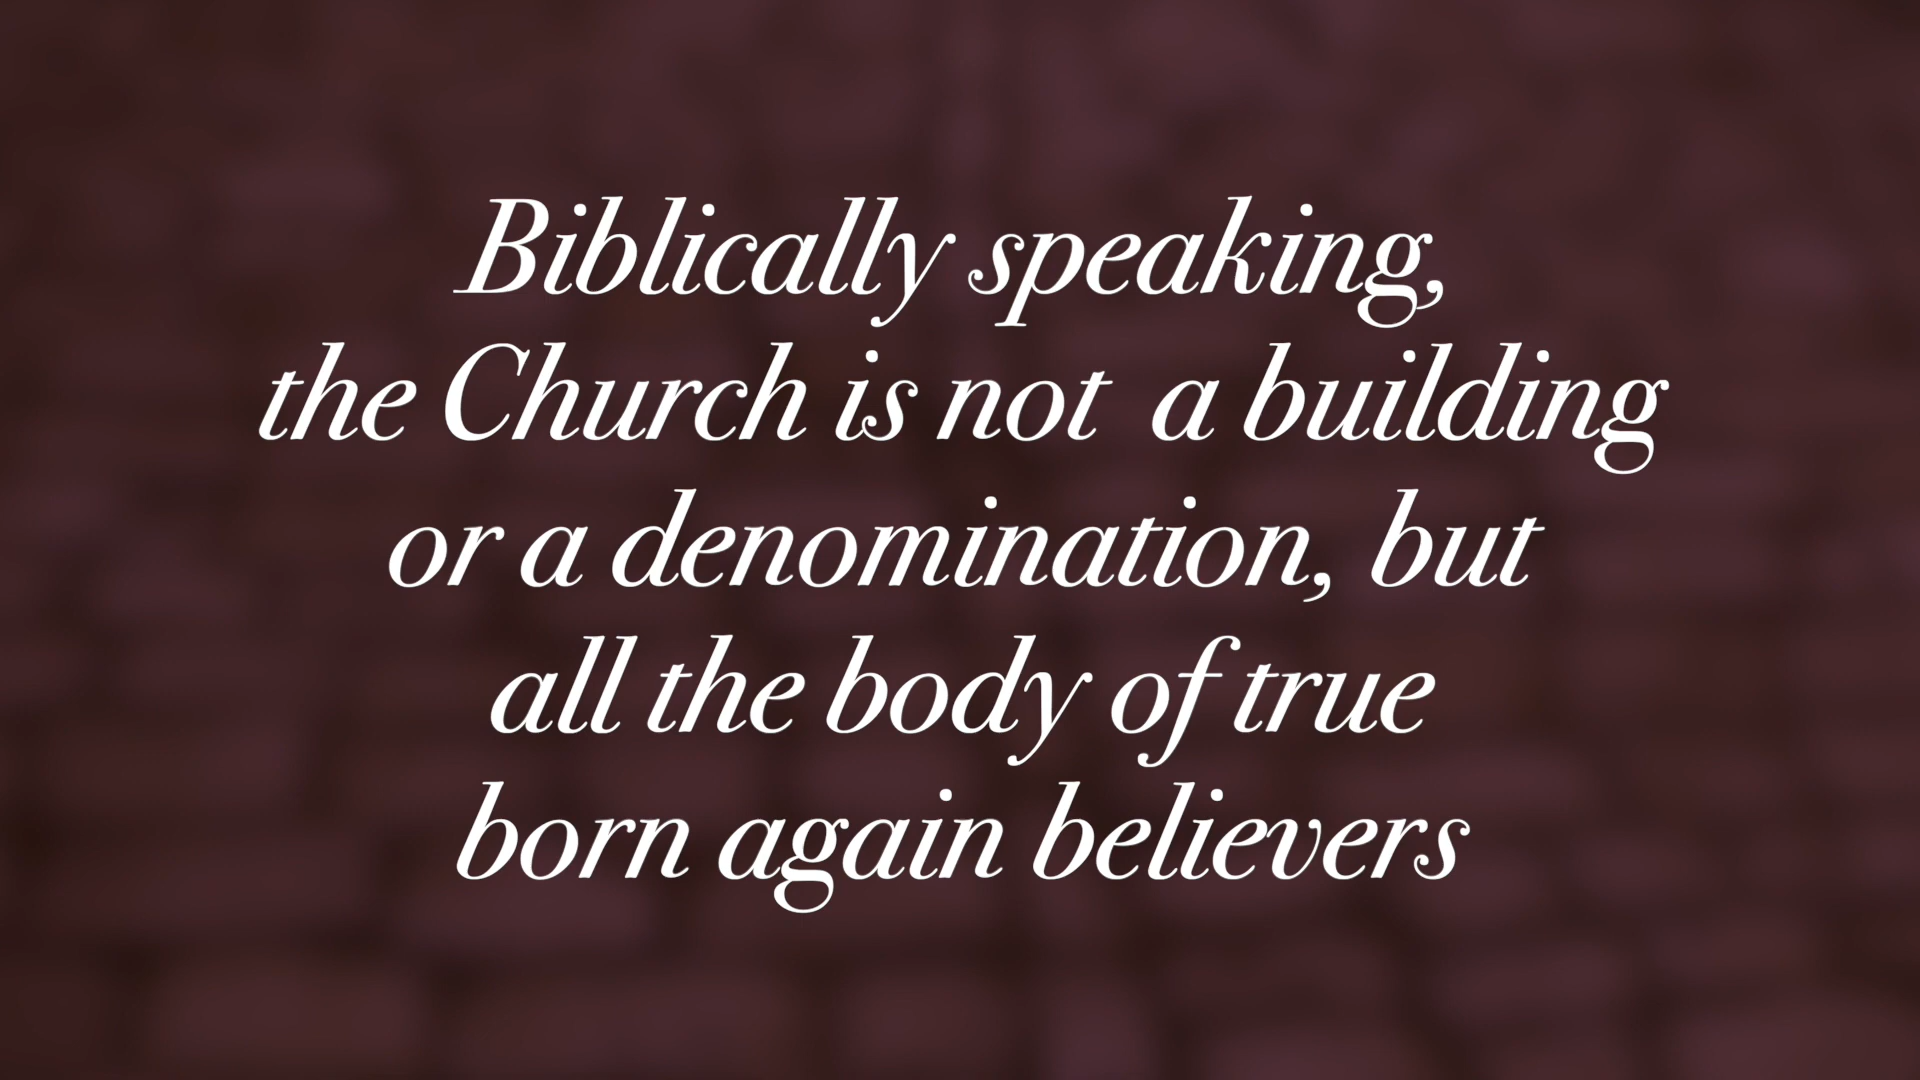 Biblically speaking,
the Church is not a building
or a denomination, but
all the body of true
born again believers